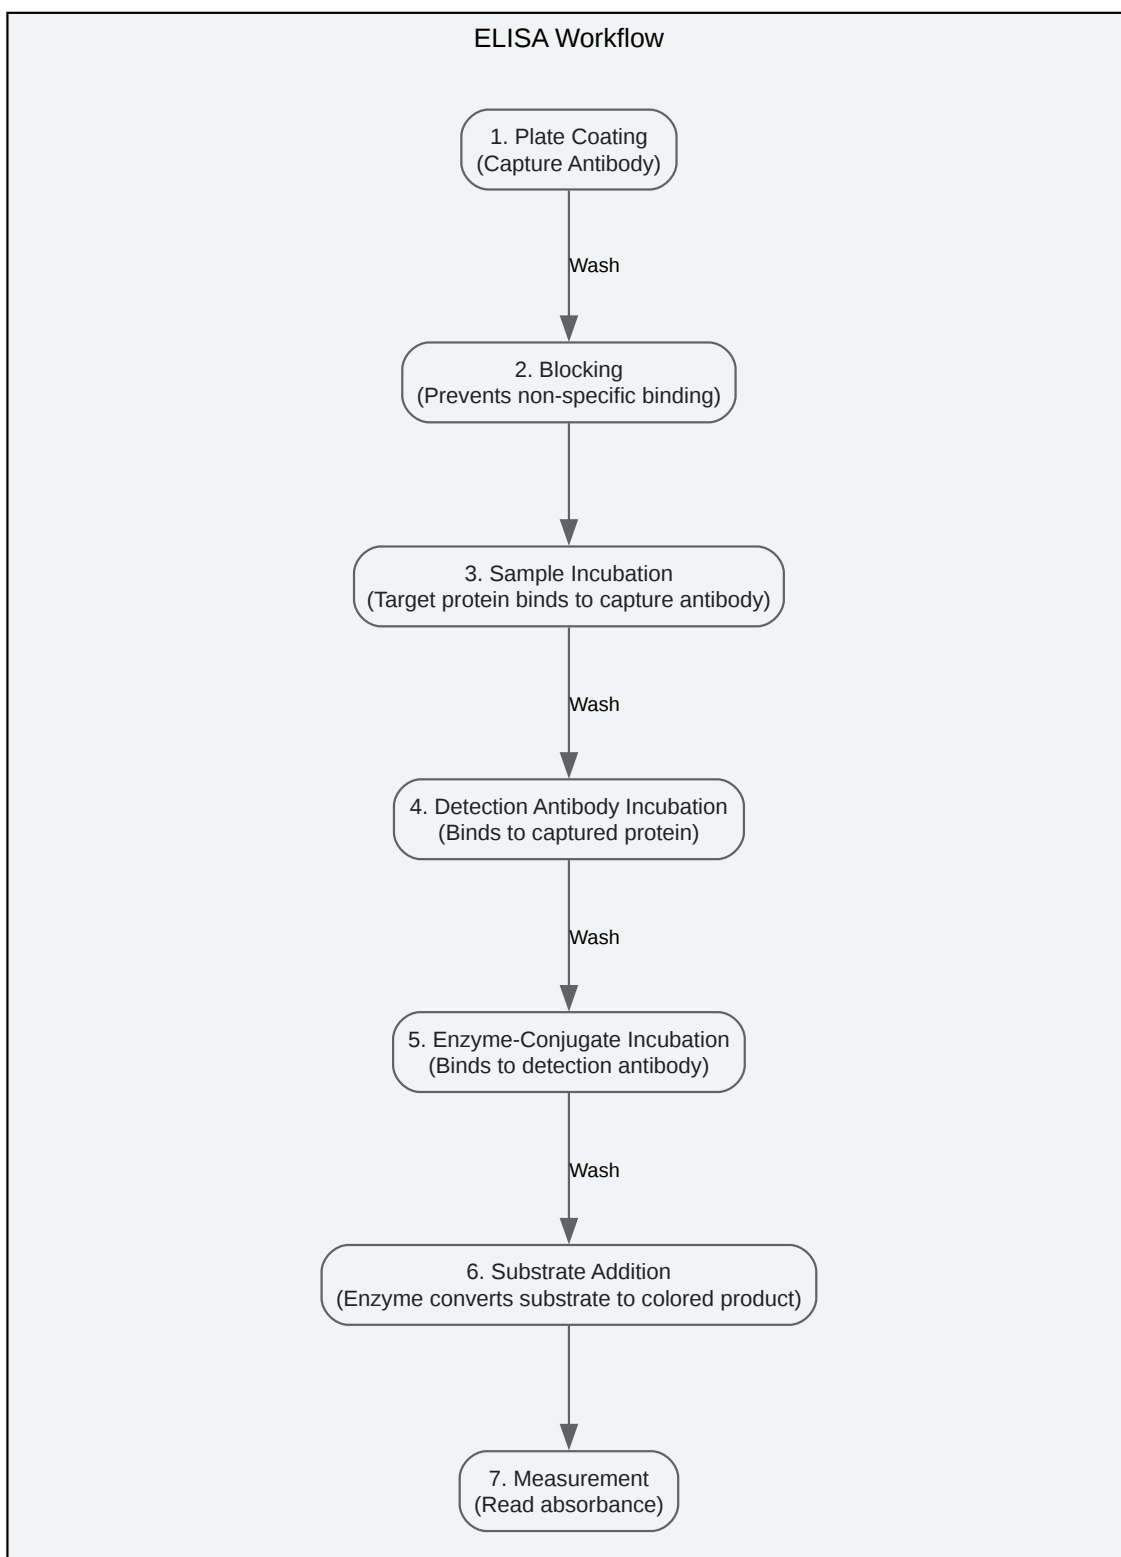 ELISA Workflow
1. Plate Coating
(Capture Antibody)
Wash
2. Blocking
(Prevents non-specific binding)
3. Sample Incubation
(Target protein binds to capture antibody)
Wash
4. Detection Antibody Incubation
(Binds to captured protein)
Wash
5. Enzyme-Conjugate Incubation
(Binds to detection antibody)
Wash
6. Substrate Addition
(Enzyme converts substrate to colored product)
7. Measurement
(Read absorbance)